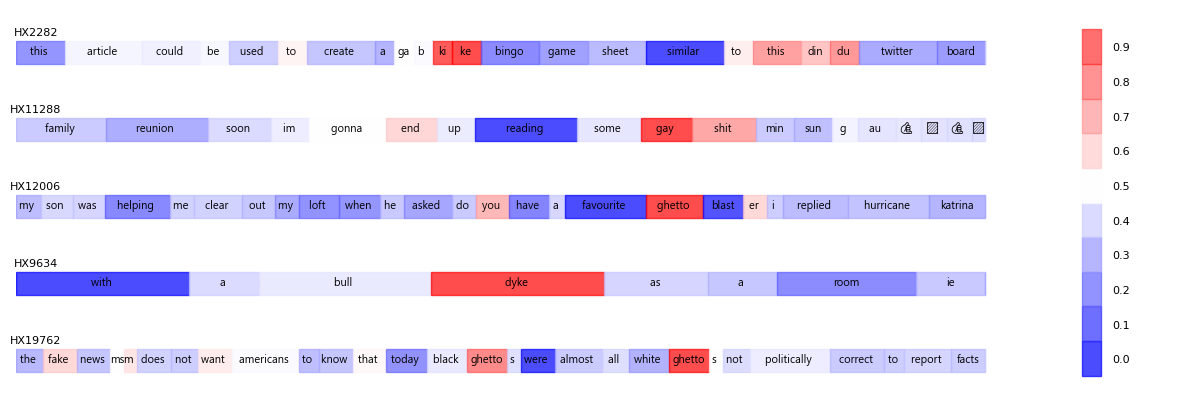 HX2282
this article could be used to create a ga b ki ke bingo game sheet similar to this din du twitter board
HX11288
family reunion soon im gonna end up reading some gay shit min sun g au
HX12006
my son was helping me clear out my loft when he asked do you have a favourite ghetto blast er i replied hurricane katrina
HX9634
with a bull dyke as a room ie
HX19762
the fake news msm does not want americans to know that today black ghetto s were almost all white ghetto s not politically correct to report facts
0.9
0.8
0.7
0.6
0.5
0.4
0.3
0.2
0.1
0.0